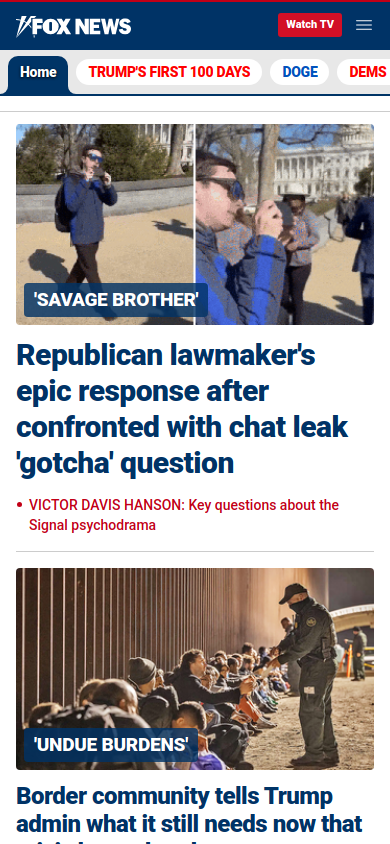 FOX NEWS
Watch TV
Home
TRUMP'S FIRST 100 DAYS
DOGE
DEMS
'SAVAGE BROTHER'
Republican lawmaker's
epic response after
confronted with chat leak
'gotcha' question
VICTOR DAVIS HANSON: Key questions about the
Signal psychodrama
'UNDUE BURDENS'
Border community tells Trump
admin what it still needs now that